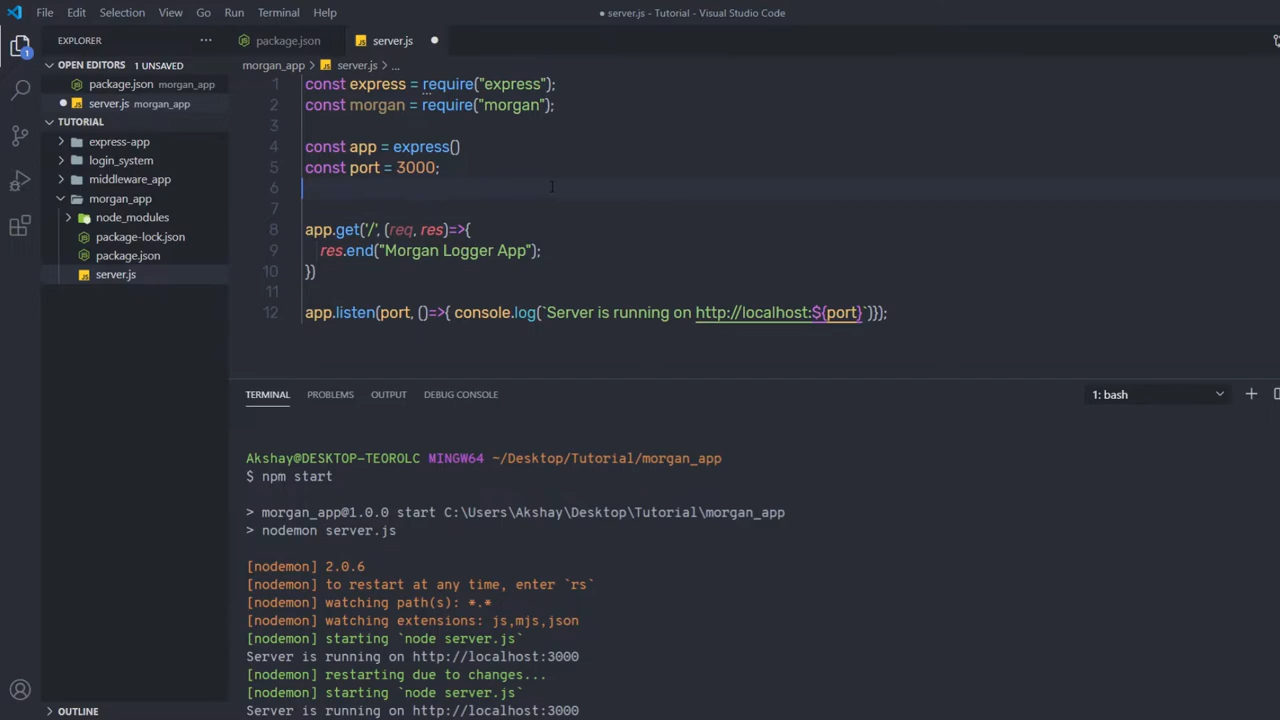 File Edit Selection View Go Run Terminal Help
● server.js - Tutorial - Visual Studio Code
EXPLORER ···
package.json
server.js ●
OPEN EDITORS 1 UNSAVED
package.json morgan_app
● server.js morgan_app
TUTORIAL
express-app
login_system
middleware_app
morgan_app
node_modules
package-lock.json
package.json
JS server.js
OUTLINE
1
morgan_app > JS server.js > ...
1 const express = require("express");
2 const morgan = require("morgan");
3
4 const app = express()
5 const port = 3000;
6
7
8 app.get('/', (req, res)=>{
9 res.end("Morgan Logger App");
10 })
11
12 app.listen(port, ()=>{ console.log(`Server is running on http://localhost:${port}`)});
TERMINAL PROBLEMS OUTPUT DEBUG CONSOLE 1: bash
Akshay@DESKTOP-TEOROLC MINGW64 ~/Desktop/Tutorial/morgan_app
$ npm start
> morgan_app@1.0.0 start C:\Users\Akshay\Desktop\Tutorial\morgan_app
> nodemon server.js
[nodemon] 2.0.6
[nodemon] to restart at any time, enter `rs`
[nodemon] watching path(s): *.*
[nodemon] watching extensions: js,mjs,json
[nodemon] starting `node server.js`
Server is running on http://localhost:3000
[nodemon] restarting due to changes...
[nodemon] starting `node server.js`
Server is running on http://localhost:3000